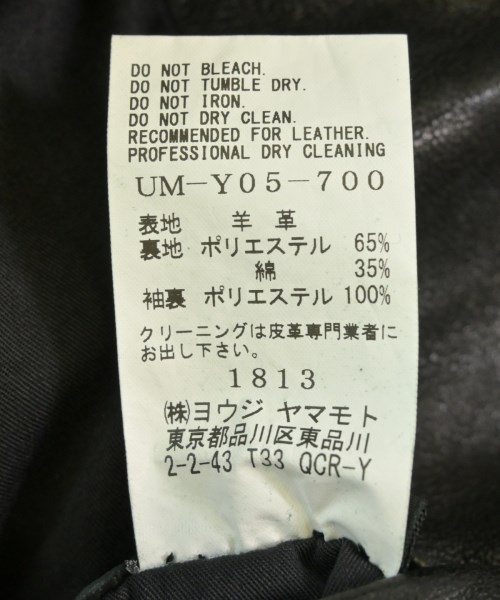 DO NOT BLEACH.
DO NOT TUMBLE DRY.
DO NOT IRON.
DO NOT DRY CLEAN.
RECOMMENDED FOR LEATHER.
PROFESSIONAL DRY CLEANING
UM-Y05-700
表地 羊 革
裏地 ポリエステル 65%
綿 35%
袖裏 ポリエステル 100%
クリーニングは皮革専門業者に
お出し下さい。
1813
㈱ヨウジ ヤマモト
東京都品川区東品川
2-2-43 T33 QCR-Y